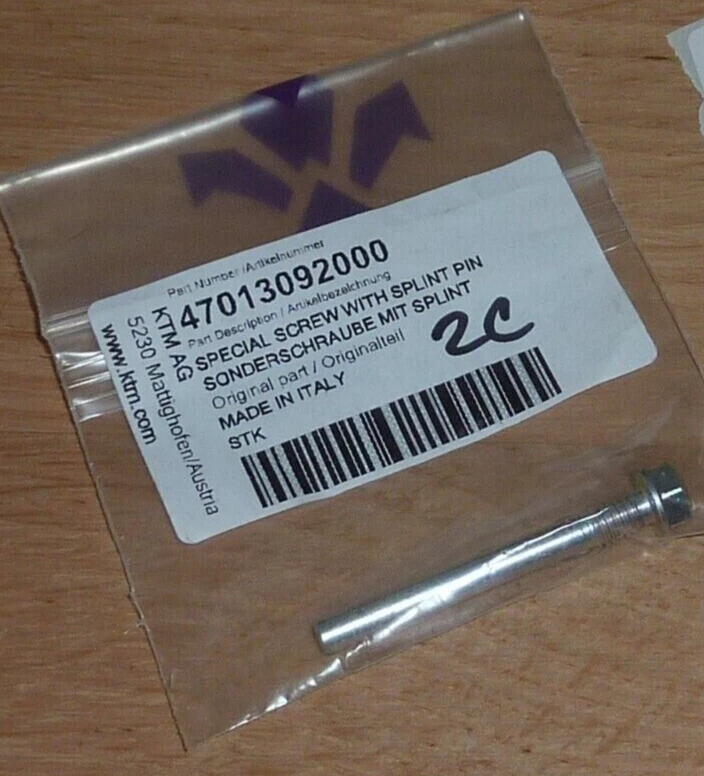 Part Number /Artikelnummer
47013092000
Part Description / Artikelbezeichnung
SPECIAL SCREW WITH SPLINT PIN
SONDERSCHRAUBE MIT SPLINT
Original part / Originalteil
MADE IN ITALY
STK
2C
KTM AG
5230 Mattighofen/Austria
www.ktm.com